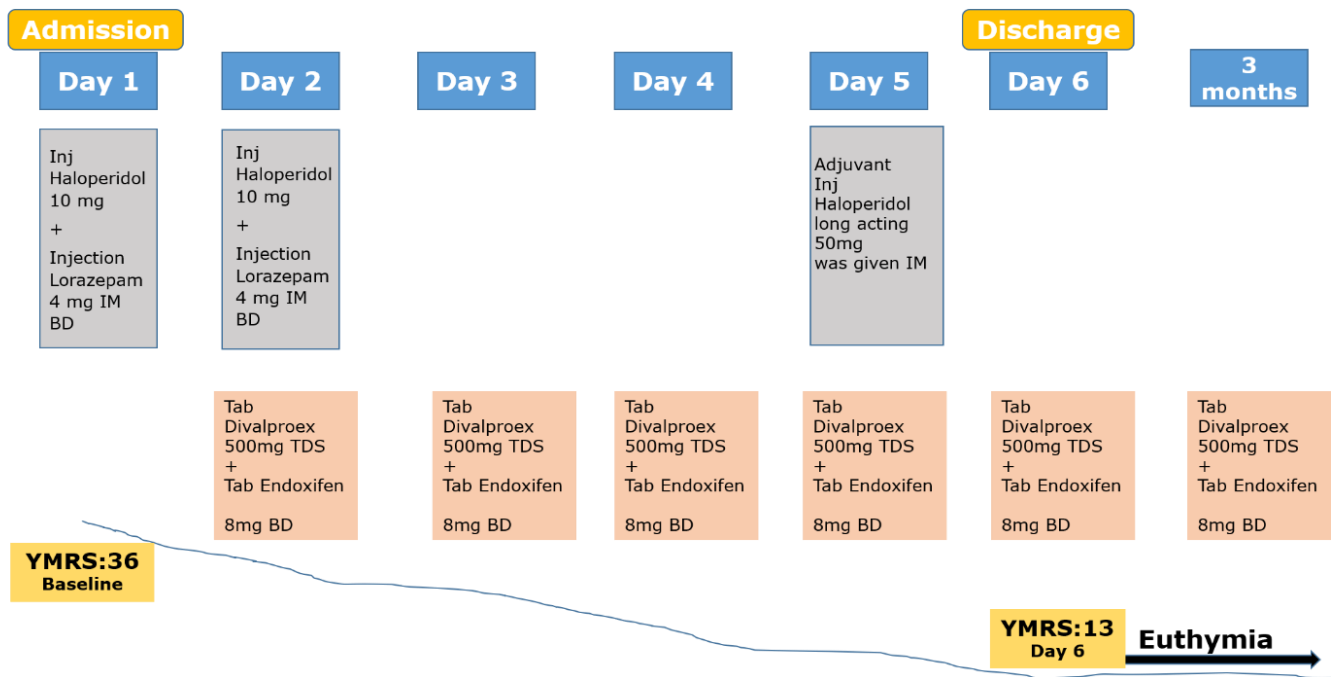 Admission
Discharge
Day 1
Day 2
Day 3
Day 4
Day 5
Day 6
3
months
Inj
Haloperidol
10 mg
+
Injection
Lorazepam
4 mg IM
BD
Inj
Haloperidol
10 mg
+
Injection
Lorazepam
4 mg IM
BD
Adjuvant
Inj
Haloperidol
long acting
50mg
was given IM
Tab
Divalproex
500mg TDS
+
Tab Endoxifen
8mg BD
Tab
Divalproex
500mg TDS
+
Tab Endoxifen
8mg BD
Tab
Divalproex
500mg TDS
+
Tab Endoxifen
8mg BD
Tab
Divalproex
500mg TDS
+
Tab Endoxifen
8mg BD
Tab
Divalproex
500mg TDS
+
Tab Endoxifen
8mg BD
Tab
Divalproex
500mg TDS
+
Tab Endoxifen
8mg BD
YMRS:36
Baseline
YMRS:13
Day 6
Euthymia